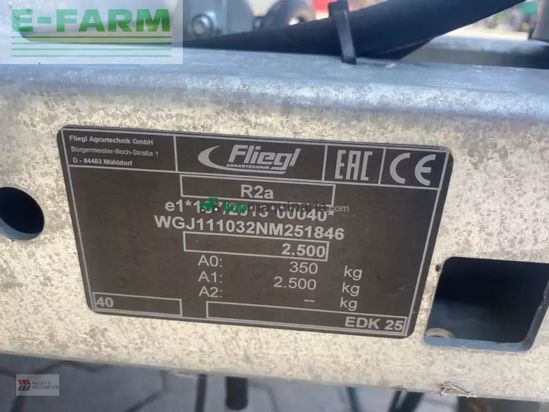 E-FARM
Fliegl Agrartechnik GmbH
Bürgermeister-Boch-Straße 1
D - 84453 Mühldorf
Fliegl
AGRARTECHNIK
EAC CE
R2a
WGJ111032NM251846
2.500
A0: 350 kg
A1: 2.500 kg
A2: -- kg
40
EDK 25